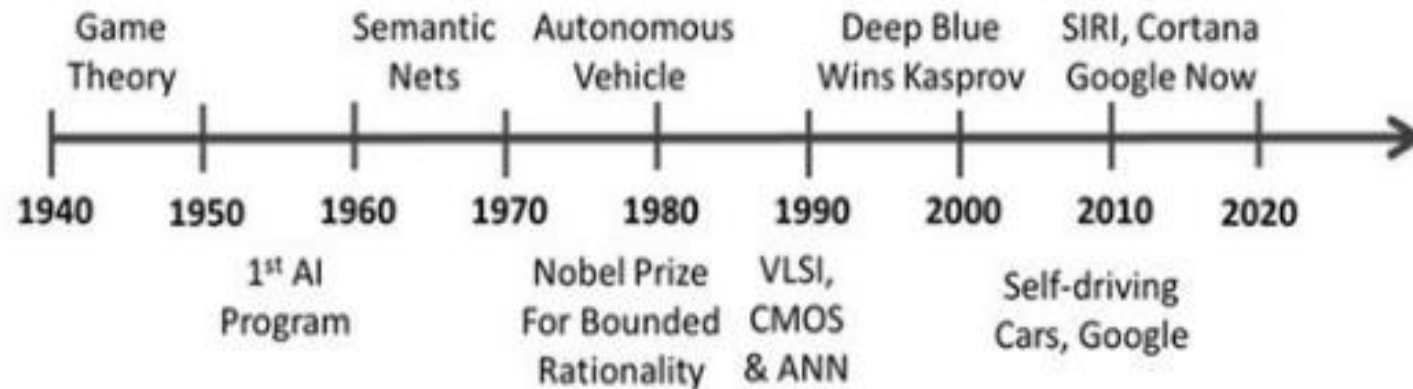 Game
Theory
Semantic
Nets
Autonomous
Vehicle
Deep Blue
Wins Kasprov
SIRI, Cortana
Google Now
1940 1950 1960 1970 1980 1990 2000 2010 2020
1st AI
Program
Nobel Prize
For Bounded
Rationality
VLSI,
CMOS
& ANN
Self-driving
Cars, Google